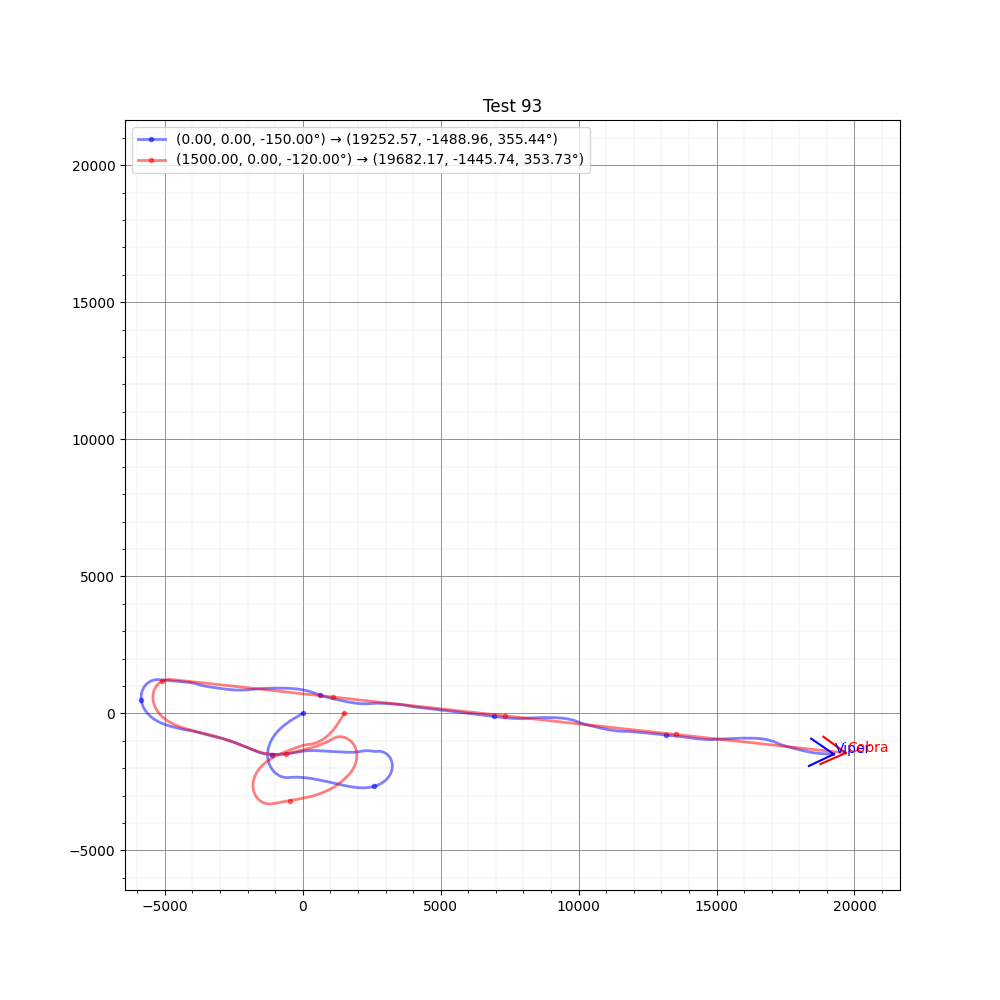 Test 93
(0.00, 0.00, -150.00°) → (19252.57, -1488.96, 355.44°)
(1500.00, 0.00, -120.00°) → (19682.17, -1445.74, 353.73°)
20000
15000
10000
5000
0
−5000
Viper
Cobra
−5000 0 5000 10000 15000 20000